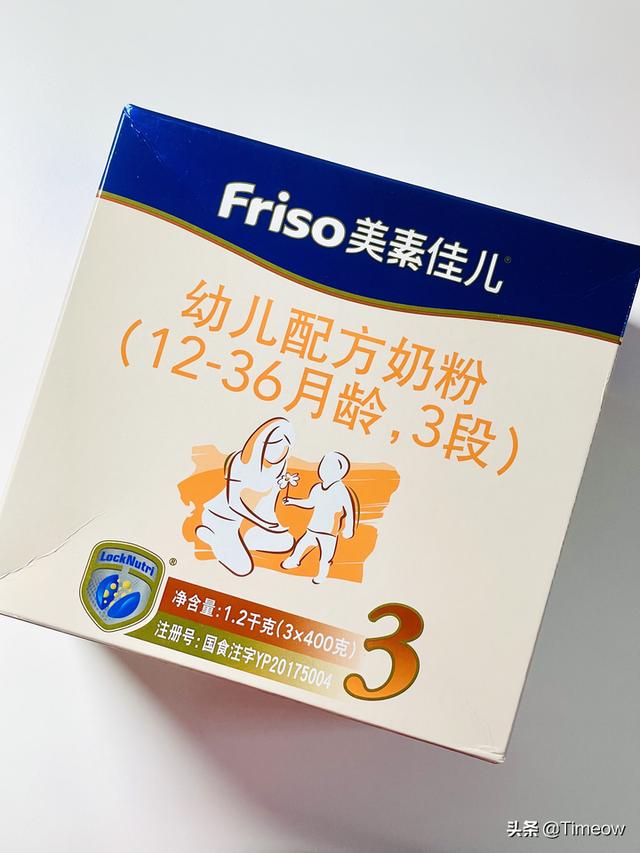 Friso美素佳儿®
幼儿配方奶粉
(12-36月龄,3段)
LockNutri®
净含量:1.2千克(3×400克)
注册号:国食注字YP20175004
3
头条 @Timeow